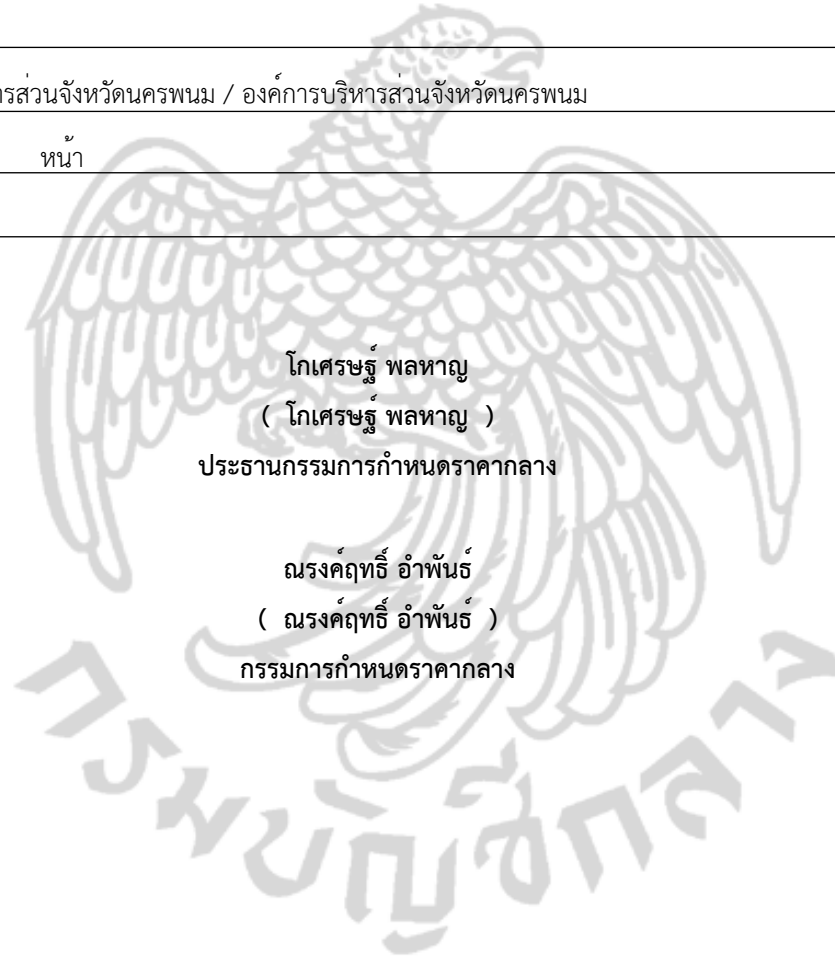 รส่วนจังหวัดนครพนม / องค์การบริหารส่วนจังหวัดนครพนม
หน้า
โกเศรษฐ์ พลหาญ
( โกเศรษฐ์ พลหาญ )
ประธานกรรมการกำหนดราคากลาง
ณรงค์ฤทธิ์ อำพันธ์
( ณรงค์ฤทธิ์ อำพันธ์ )
กรรมการกำหนดราคากลาง
กรมบัญชีกลาง